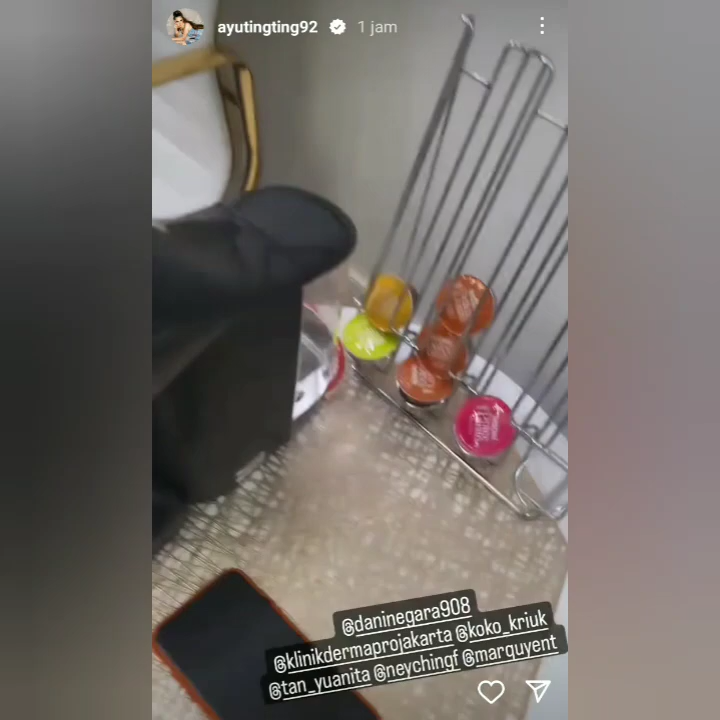 ayutingting92 1 jam
@daninegara908
@klinikdermaprojakarta @koko_kriuk
@tan_yuanita @neychingf @marquyent